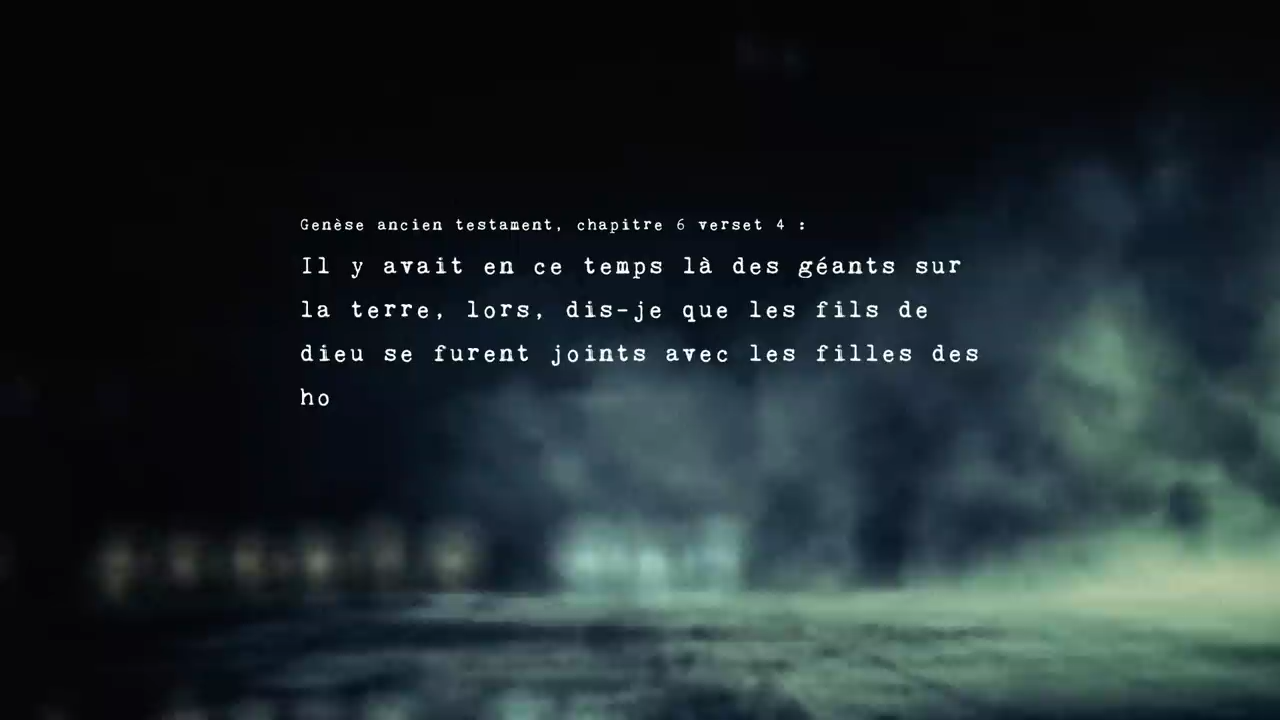 Genèse ancien testament, chapitre 6 verset 4 :
Il y avait en ce temps là des géants sur
la terre, lors, dis-je que les fils de
dieu se furent joints avec les filles des
ho